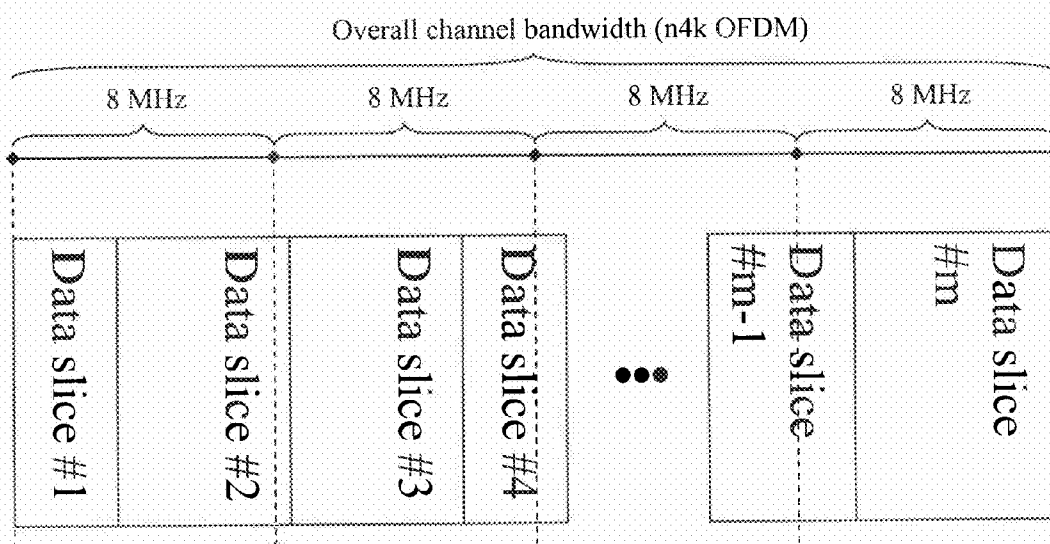 Overall channel bandwidth (n4k OFDM)
8 MHz
8 MHz
8 MHz
8 MHz
Data slice #1
Data slice #2
Data slice #3
Data slice #4
Data slice
#m-1
Data slice
#m